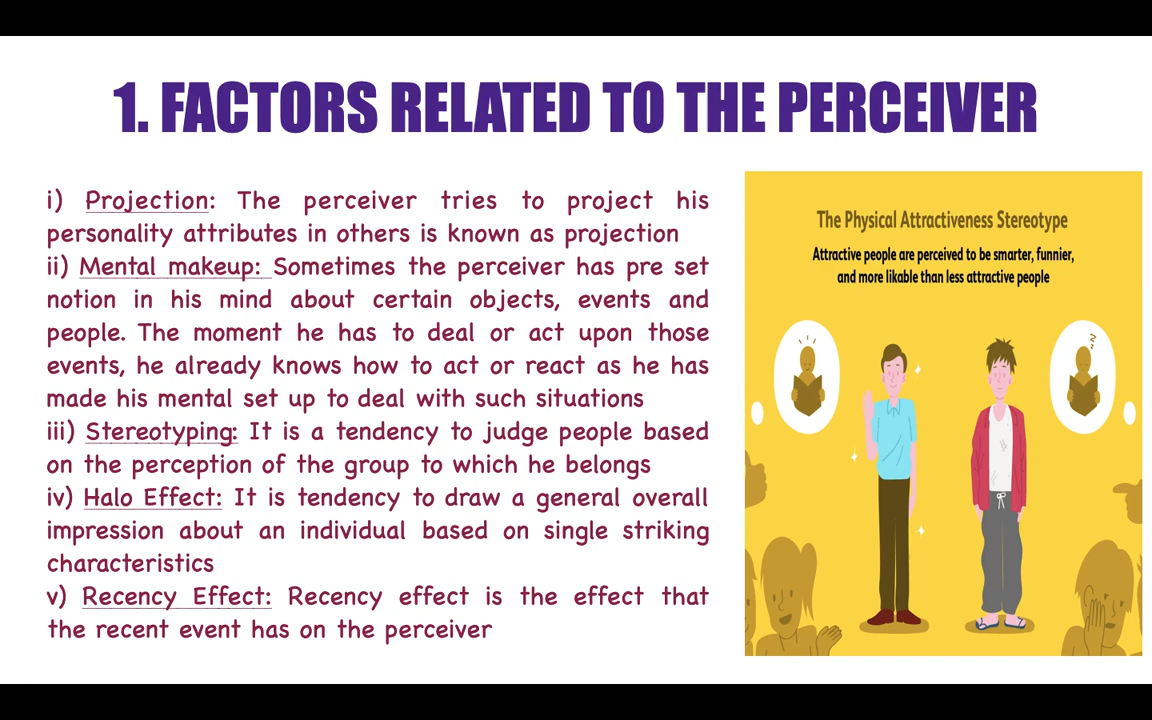 1. FACTORS RELATED TO THE PERCEIVER
i) Projection: The perceiver tries to project his
personality attributes in others is known as projection
ii) Mental makeup: Sometimes the perceiver has pre set
notion in his mind about certain objects, events and
people. The moment he has to deal or act upon those
events, he already knows how to act or react as he has
made his mental set up to deal with such situations
iii) Stereotyping: It is a tendency to judge people based
on the perception of the group to which he belongs
iv) Halo Effect: It is tendency to draw a general overall
impression about an individual based on single striking
characteristics
v) Recency Effect: Recency effect is the effect that
the recent event has on the perceiver
The Physical Attractiveness Stereotype
Attractive people are perceived to be smarter, funnier,
and more likable than less attractive people
z z z